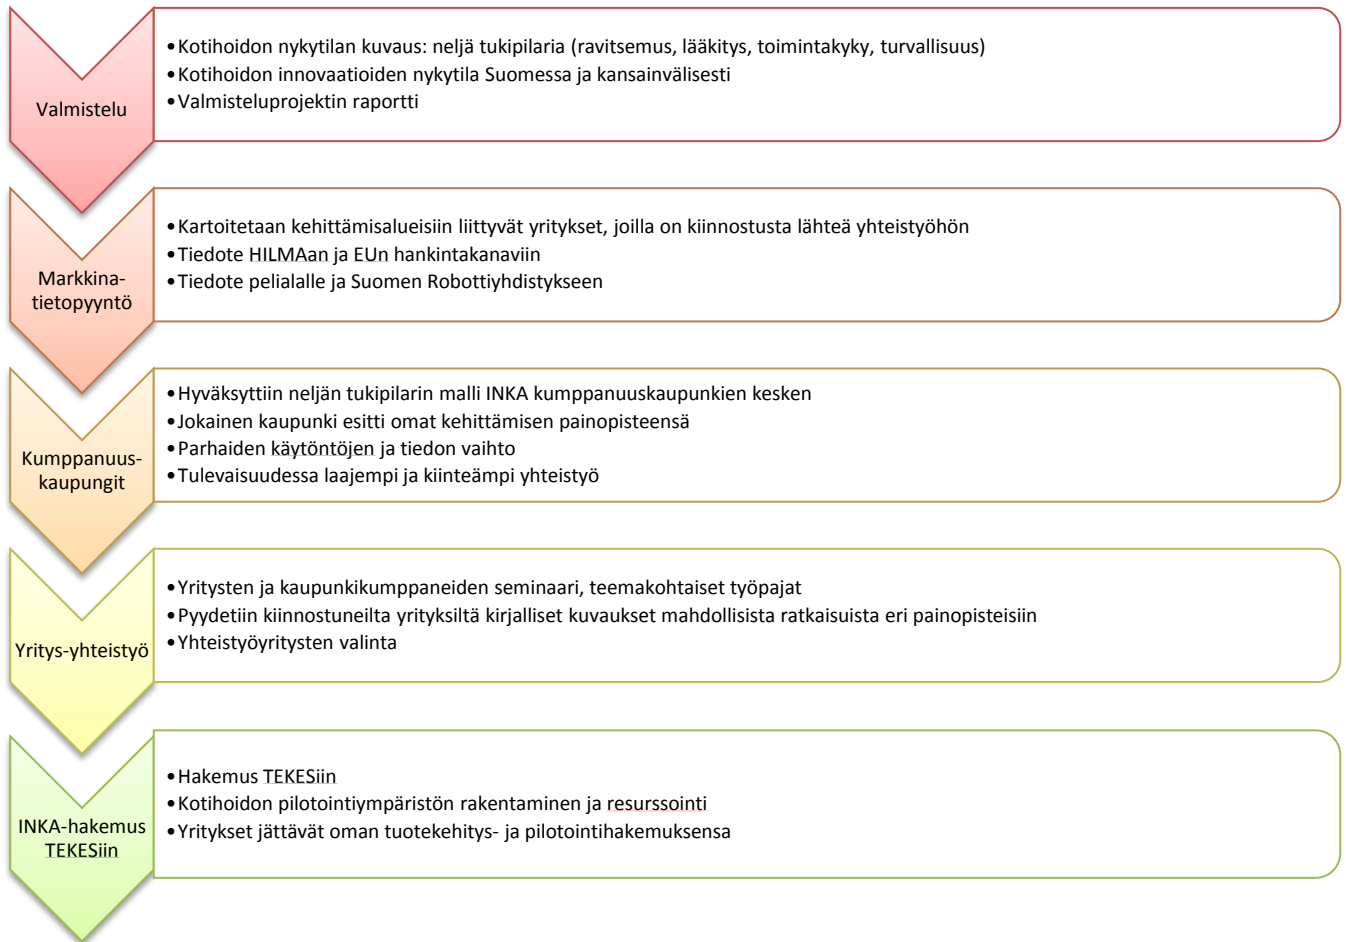 Valmistelu
•Kotihoidon nykytilan kuvaus: neljä tukipilaria (ravitsemus, lääkitys, toimintakyky, turvallisuus)
•Kotihoidon innovaatioiden nykytila Suomessa ja kansainvälisesti
•Valmisteluprojektin raportti
Markkina-
tietopyyntö
•Kartoitetaan kehittämisalueisiin liittyvät yritykset, joilla on kiinnostusta lähteä yhteistyöhön
•Tiedote HILMAan ja EUn hankintakanaviin
•Tiedote pelialalle ja Suomen Robottiyhdistykseen
Kumppanuus-
kaupungit
•Hyväksyttiin neljän tukipilarin malli INKA kumppanuuskaupunkien kesken
•Jokainen kaupunki esitti omat kehittämisen painopisteensä
•Parhaiden käytöntöjen ja tiedon vaihto
•Tulevaisuudessa laajempi ja kiinteämpi yhteistyö
Yritys-yhteistyö
•Yritysten ja kaupunkikumppaneiden seminaari, teemakohtaiset työpajat
•Pyydetiin kiinnostuneilta yrityksiltä kirjalliset kuvaukset mahdollisista ratkaisuista eri painopisteisiin
•Yhteistyöyritysten valinta
INKA-hakemus
TEKESiin
•Hakemus TEKESiin
•Kotihoidon pilotointiympäristön rakentaminen ja resurssointi
•Yritykset jättävät oman tuotekehitys- ja pilotointihakemuksensa